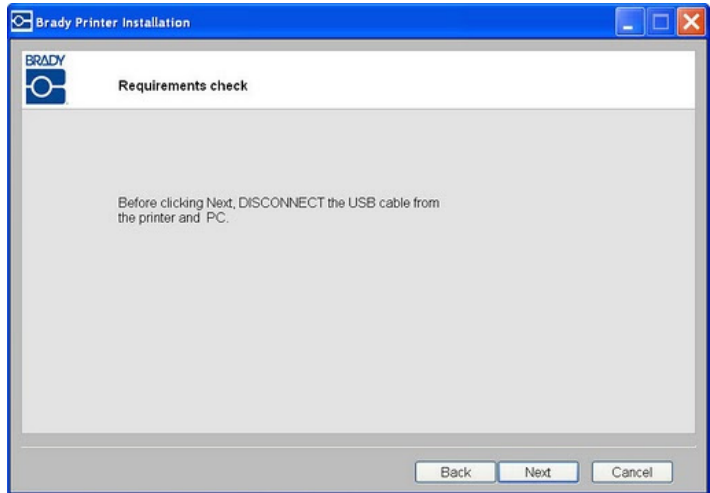 Brady Printer Installation
BRADY
Requirements check
Before clicking Next, DISCONNECT the USB cable from
the printer and PC.
Back Next Cancel